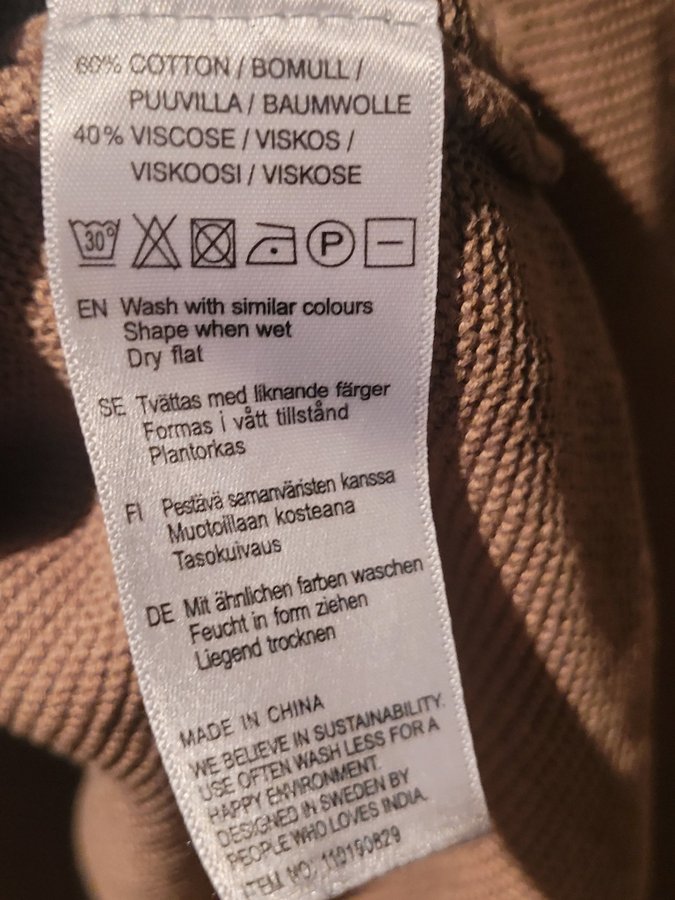 60% COTTON / BOMULL /
PUUVILLA / BAUMWOLLE
40% VISCOSE / VISKOS /
VISKOOSI / VISKOSE
30° P
EN Wash with similar colours
Shape when wet
Dry flat
SE Tvättas med liknande färger
Formas i vått tillstånd
Plantorkas
FI Pestävä samanväristen kanssa
Muotoillaan kosteana
Tasokuivaus
DE Mit ähnlichen farben waschen
Feucht in form ziehen
Liegend trocknen
MADE IN CHINA
WE BELIEVE IN SUSTAINABILITY.
USE OFTEN WASH LESS FOR A
HAPPY ENVIRONMENT.
DESIGNED IN SWEDEN BY
PEOPLE WHO LOVES INDIA.
ITEM NO: 110190829